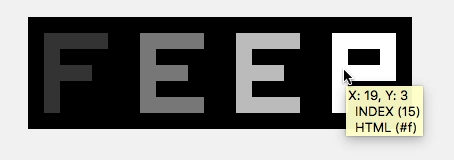 FEEP
X: 19, Y: 3
INDEX (15)
HTML (#f)